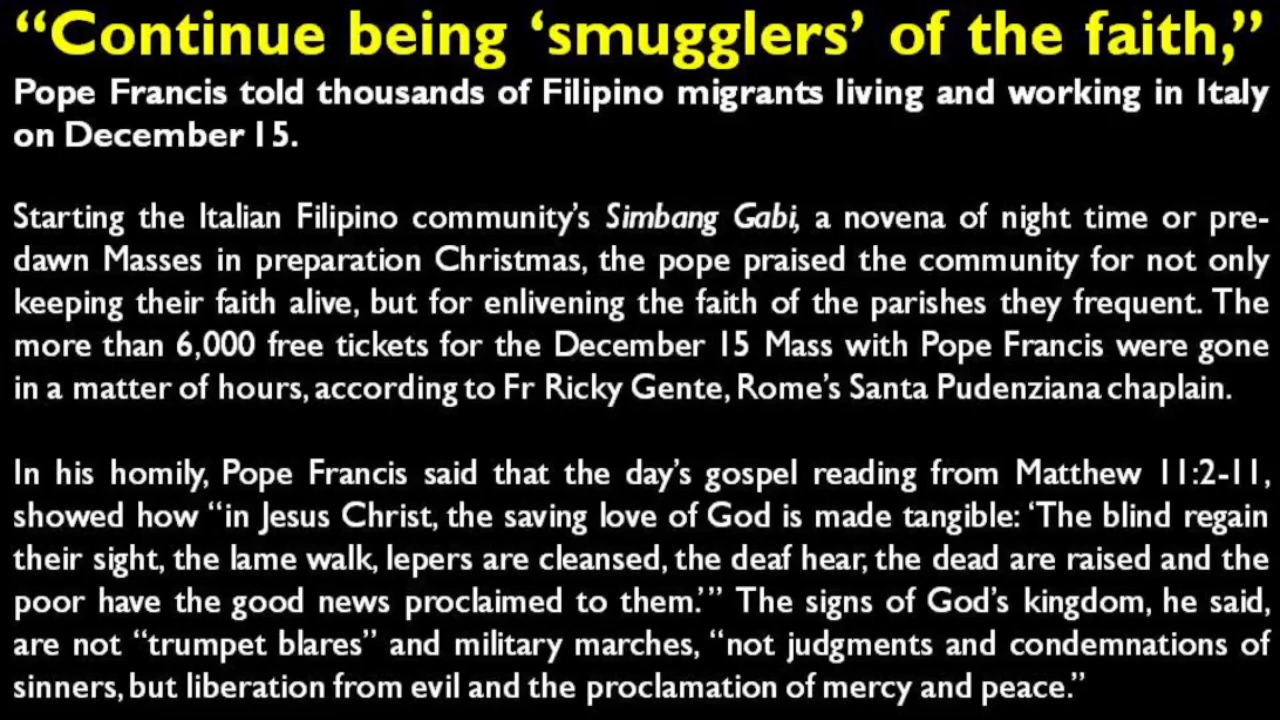 “Continue being ‘smugglers’ of the faith,”
Pope Francis told thousands of Filipino migrants living and working in Italy
on December 15.
Starting the Italian Filipino community’s Simbang Gabi, a novena of night time or pre-
dawn Masses in preparation Christmas, the pope praised the community for not only
keeping their faith alive, but for enlivening the faith of the parishes they frequent. The
more than 6,000 free tickets for the December 15 Mass with Pope Francis were gone
in a matter of hours, according to Fr Ricky Gente, Rome’s Santa Pudenziana chaplain.
In his homily, Pope Francis said that the day’s gospel reading from Matthew 11:2-11,
showed how “in Jesus Christ, the saving love of God is made tangible: ‘The blind regain
their sight, the lame walk, lepers are cleansed, the deaf hear, the dead are raised and the
poor have the good news proclaimed to them.’” The signs of God’s kingdom, he said,
are not “trumpet blares” and military marches, “not judgments and condemnations of
sinners, but liberation from evil and the proclamation of mercy and peace.”